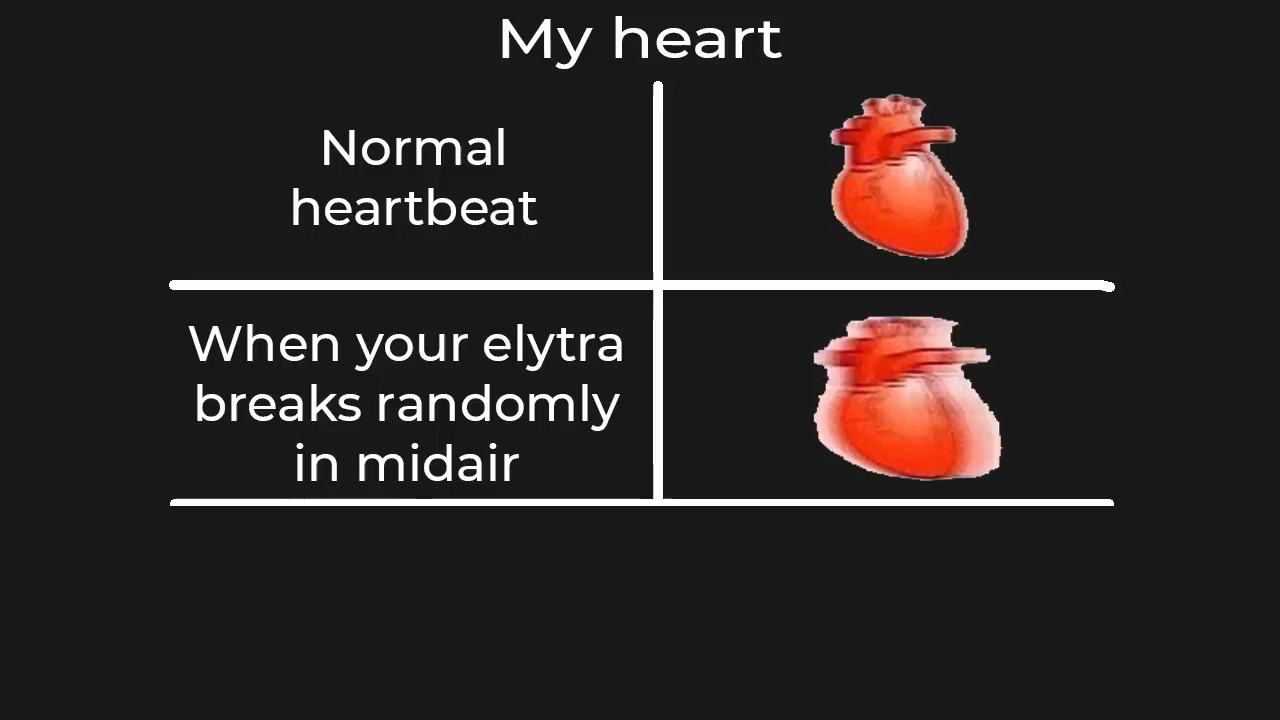 My heart
Normal
heartbeat
When your elytra
breaks randomly
in midair